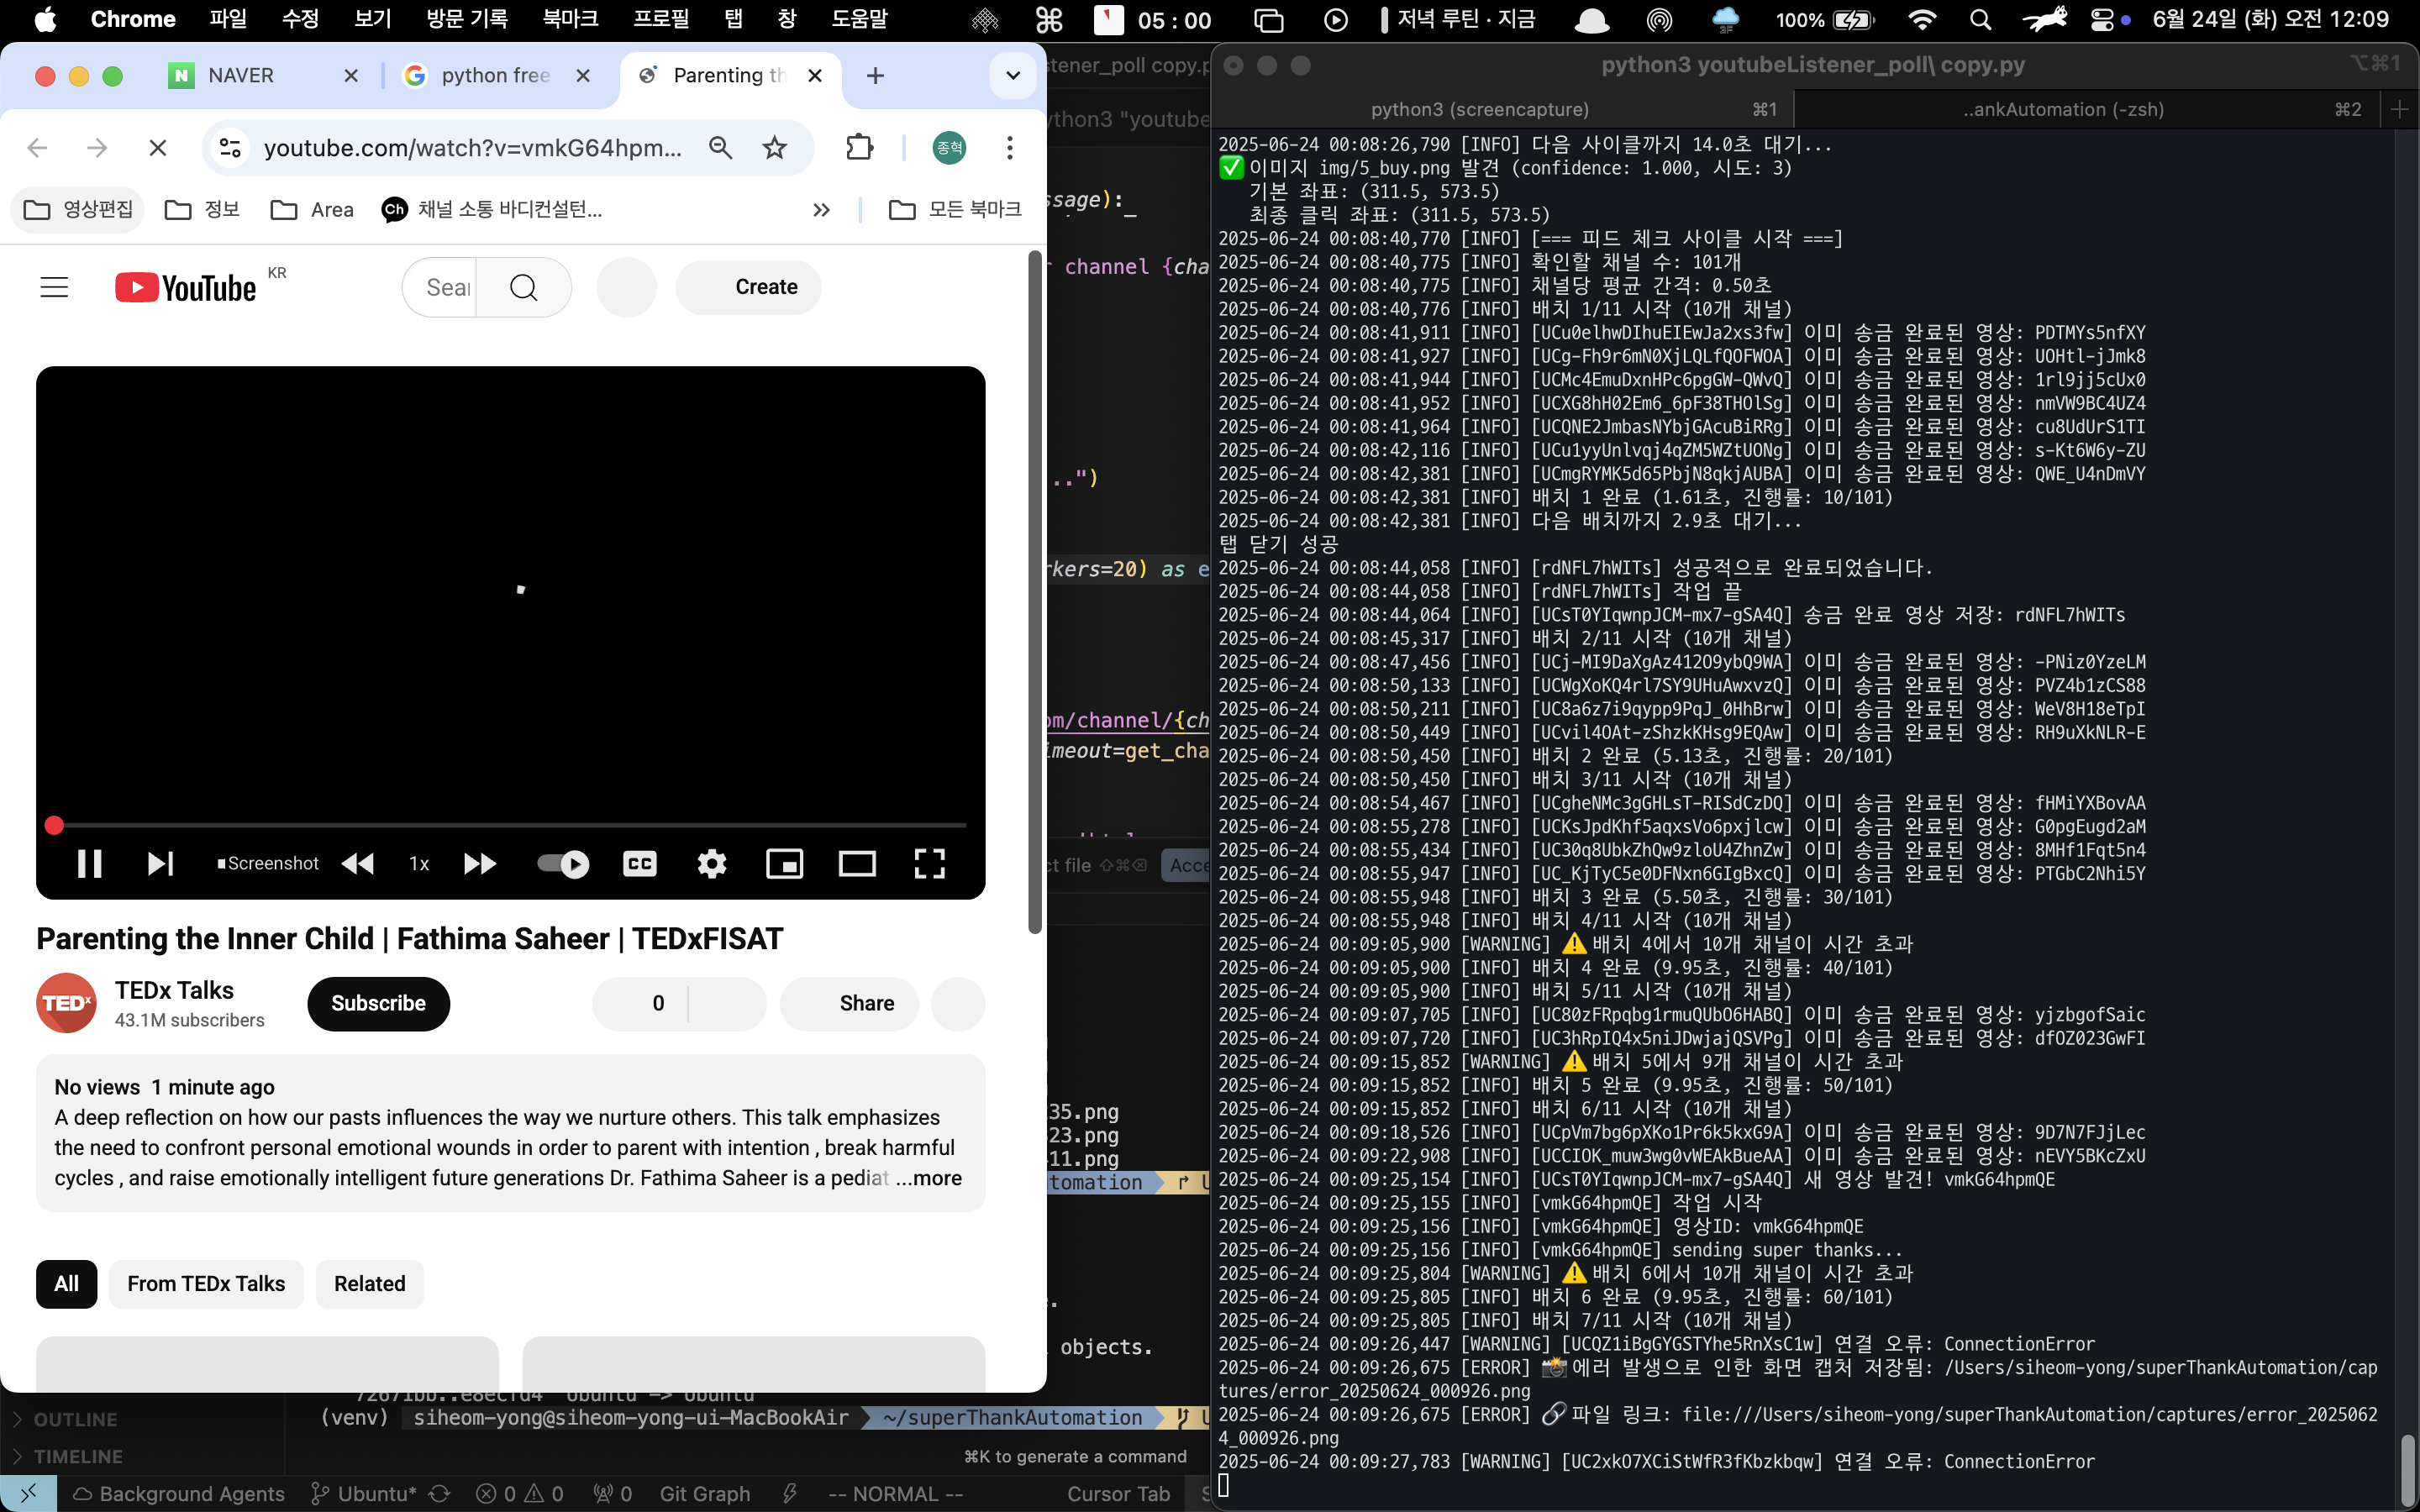 Chrome 파일 수정 보기 방문 기록 북마크 프로필 탭 창 도움말 05 : 00 저녁 루틴 · 지금 3F 100% 6월 24일 (화) 오전 12:09
NAVER
python free
Parenting th
youtube.com/watch?v=vmkG64hpm...
종혁
영상편집
정보
Area
Ch 채널 소통 바디컨설턴...
모든 북마크
YouTube KR
Sear
Create
Screenshot
1x
CC
Parenting the Inner Child | Fathima Saheer | TEDxFISAT
TEDx
TEDx Talks
43.1M subscribers
Subscribe
0
Share
No views 1 minute ago
A deep reflection on how our pasts influences the way we nurture others. This talk emphasizes
the need to confront personal emotional wounds in order to parent with intention , break harmful
cycles , and raise emotionally intelligent future generations Dr. Fathima Saheer is a pediat ...more
All
From TEDx Talks
Related
stener_poll copy.p
ython3 "youtube
ssage):
channel {cha
..")
rkers=20) as e
om/channel/{ch
imeout=get_cha
ct file
Acce
35.png
23.png
11.png
tomation
objects.
(venv) siheom-yong@siheom-yong-ui-MacBookAir ~/superThankAutomation
OUTLINE
TIMELINE
⌘K to generate a command
Background Agents Ubuntu* 0 0 0 Git Graph -- NORMAL -- Cursor Tab
python3 youtubeListener_poll\ copy.py ⌥⌘1
python3 (screencapture) ⌘1
..ankAutomation (-zsh) ⌘2
2025-06-24 00:08:26,790 [INFO] 다음 사이클까지 14.0초 대기...
✅ 이미지 img/5_buy.png 발견 (confidence: 1.000, 시도: 3)
기본 좌표: (311.5, 573.5)
최종 클릭 좌표: (311.5, 573.5)
2025-06-24 00:08:40,770 [INFO] [=== 피드 체크 사이클 시작 ===]
2025-06-24 00:08:40,775 [INFO] 확인할 채널 수: 101개
2025-06-24 00:08:40,775 [INFO] 채널당 평균 간격: 0.50초
2025-06-24 00:08:40,776 [INFO] 배치 1/11 시작 (10개 채널)
2025-06-24 00:08:41,911 [INFO] [UCu0elhwDIhuEIEwJa2xs3fw] 이미 송금 완료된 영상: PDTMYs5nfXY
2025-06-24 00:08:41,927 [INFO] [UCg-Fh9r6mN0XjLQLfQOFWOA] 이미 송금 완료된 영상: UOHtl-jJmk8
2025-06-24 00:08:41,944 [INFO] [UCMc4EmuDxnHPc6pgGW-QWvQ] 이미 송금 완료된 영상: 1rl9jj5cUx0
2025-06-24 00:08:41,952 [INFO] [UCXG8hH02Em6_6pF38THOlSg] 이미 송금 완료된 영상: nmVW9BC4UZ4
2025-06-24 00:08:41,964 [INFO] [UCQNE2JmbasNYbjGAcuBiRRg] 이미 송금 완료된 영상: cu8UdUrS1TI
2025-06-24 00:08:42,116 [INFO] [UCu1yyUnlvqj4qZM5WZtUONg] 이미 송금 완료된 영상: s-Kt6W6y-ZU
2025-06-24 00:08:42,381 [INFO] [UCmgRYMK5d65PbjN8qkjAUBA] 이미 송금 완료된 영상: QWE_U4nDmVY
2025-06-24 00:08:42,381 [INFO] 배치 1 완료 (1.61초, 진행률: 10/101)
2025-06-24 00:08:42,381 [INFO] 다음 배치까지 2.9초 대기...
탭 닫기 성공
2025-06-24 00:08:44,058 [INFO] [rdNFL7hWITs] 성공적으로 완료되었습니다.
2025-06-24 00:08:44,058 [INFO] [rdNFL7hWITs] 작업 끝
2025-06-24 00:08:44,064 [INFO] [UCsT0YIqwnpJCM-mx7-gSA4Q] 송금 완료 영상 저장: rdNFL7hWITs
2025-06-24 00:08:45,317 [INFO] 배치 2/11 시작 (10개 채널)
2025-06-24 00:08:47,456 [INFO] [UCj-MI9DaXgAz412O9ybQ9WA] 이미 송금 완료된 영상: -PNiz0YzeLM
2025-06-24 00:08:50,133 [INFO] [UCWgXoKQ4rl7SY9UHuAwxvzQ] 이미 송금 완료된 영상: PVZ4b1zCS88
2025-06-24 00:08:50,211 [INFO] [UC8a6z7i9qypp9PqJ_0HhBrw] 이미 송금 완료된 영상: WeV8H18eTpI
2025-06-24 00:08:50,449 [INFO] [UCvil4OAt-zShzkKHsg9EQAw] 이미 송금 완료된 영상: RH9uXkNLR-E
2025-06-24 00:08:50,450 [INFO] 배치 2 완료 (5.13초, 진행률: 20/101)
2025-06-24 00:08:50,450 [INFO] 배치 3/11 시작 (10개 채널)
2025-06-24 00:08:54,467 [INFO] [UCgheNMc3gGHLsT-RISdCzDQ] 이미 송금 완료된 영상: fHMiYXBovAA
2025-06-24 00:08:55,278 [INFO] [UCKsJpdKhf5aqxsVo6pxjlcw] 이미 송금 완료된 영상: G0pgEugd2aM
2025-06-24 00:08:55,434 [INFO] [UC30q8UbkZhQw9zloU4ZhnZw] 이미 송금 완료된 영상: 8MHf1Fqt5n4
2025-06-24 00:08:55,947 [INFO] [UC_KjTyC5e0DFNxn6GIgBxcQ] 이미 송금 완료된 영상: PTGbC2Nhi5Y
2025-06-24 00:08:55,948 [INFO] 배치 3 완료 (5.50초, 진행률: 30/101)
2025-06-24 00:08:55,948 [INFO] 배치 4/11 시작 (10개 채널)
2025-06-24 00:09:05,900 [WARNING] ⚠️ 배치 4에서 10개 채널이 시간 초과
2025-06-24 00:09:05,900 [INFO] 배치 4 완료 (9.95초, 진행률: 40/101)
2025-06-24 00:09:05,900 [INFO] 배치 5/11 시작 (10개 채널)
2025-06-24 00:09:07,705 [INFO] [UC80zFRpqbg1rmuQUbO6HABQ] 이미 송금 완료된 영상: yjzbgofSaic
2025-06-24 00:09:07,720 [INFO] [UC3hRpIQ4x5niJDwjajQSVPg] 이미 송금 완료된 영상: dfOZ023GwFI
2025-06-24 00:09:15,852 [WARNING] ⚠️ 배치 5에서 9개 채널이 시간 초과
2025-06-24 00:09:15,852 [INFO] 배치 5 완료 (9.95초, 진행률: 50/101)
2025-06-24 00:09:15,852 [INFO] 배치 6/11 시작 (10개 채널)
2025-06-24 00:09:18,526 [INFO] [UCpVm7bg6pXKo1Pr6k5kxG9A] 이미 송금 완료된 영상: 9D7N7FJjLec
2025-06-24 00:09:22,908 [INFO] [UCCIOK_muw3wg0vWEAkBueAA] 이미 송금 완료된 영상: nEVY5BKcZxU
2025-06-24 00:09:25,154 [INFO] [UCsT0YIqwnpJCM-mx7-gSA4Q] 새 영상 발견! vmkG64hpmQE
2025-06-24 00:09:25,155 [INFO] [vmkG64hpmQE] 작업 시작
2025-06-24 00:09:25,156 [INFO] [vmkG64hpmQE] 영상ID: vmkG64hpmQE
2025-06-24 00:09:25,156 [INFO] [vmkG64hpmQE] sending super thanks...
2025-06-24 00:09:25,804 [WARNING] ⚠️ 배치 6에서 10개 채널이 시간 초과
2025-06-24 00:09:25,805 [INFO] 배치 6 완료 (9.95초, 진행률: 60/101)
2025-06-24 00:09:25,805 [INFO] 배치 7/11 시작 (10개 채널)
2025-06-24 00:09:26,447 [WARNING] [UCQZ1iBgGYGSTYhe5RnXsC1w] 연결 오류: ConnectionError
2025-06-24 00:09:26,675 [ERROR] 📸 에러 발생으로 인한 화면 캡처 저장됨: /Users/siheom-yong/superThankAutomation/cap
tures/error_20250624_000926.png
2025-06-24 00:09:26,675 [ERROR] 🔗 파일 링크: file:///Users/siheom-yong/superThankAutomation/captures/error_2025062
4_000926.png
2025-06-24 00:09:27,783 [WARNING] [UC2xkO7XCiStWfR3fKbzkbqw] 연결 오류: ConnectionError